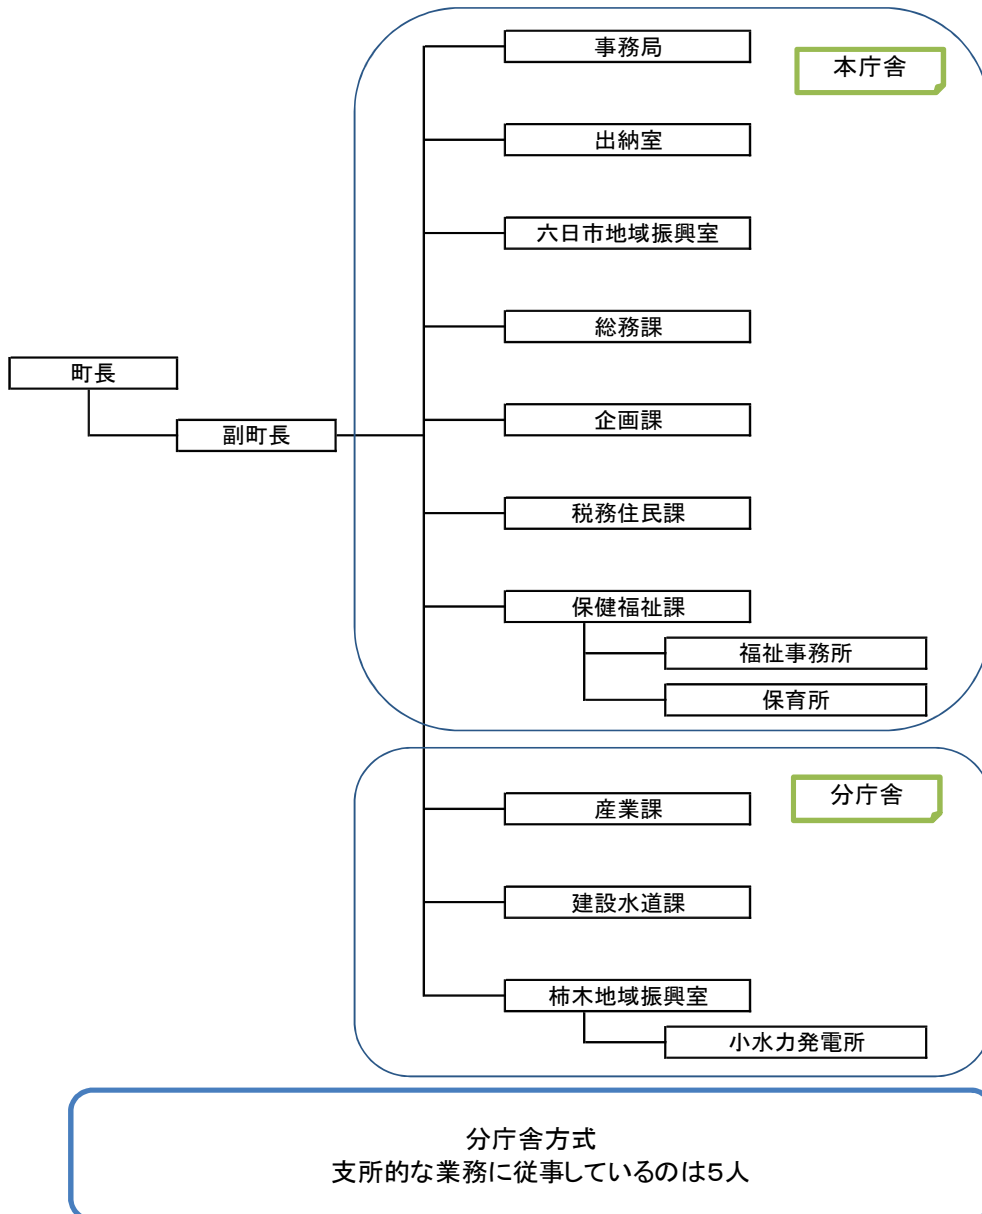 事務局
本庁舎
出納室
六日市地域振興室
総務課
町長
企画課
副町長
税務住民課
保健福祉課
福祉事務所
保育所
分庁舎
産業課
建設水道課
柿木地域振興室
小水力発電所
分庁舎方式
支所的な業務に従事しているのは５人